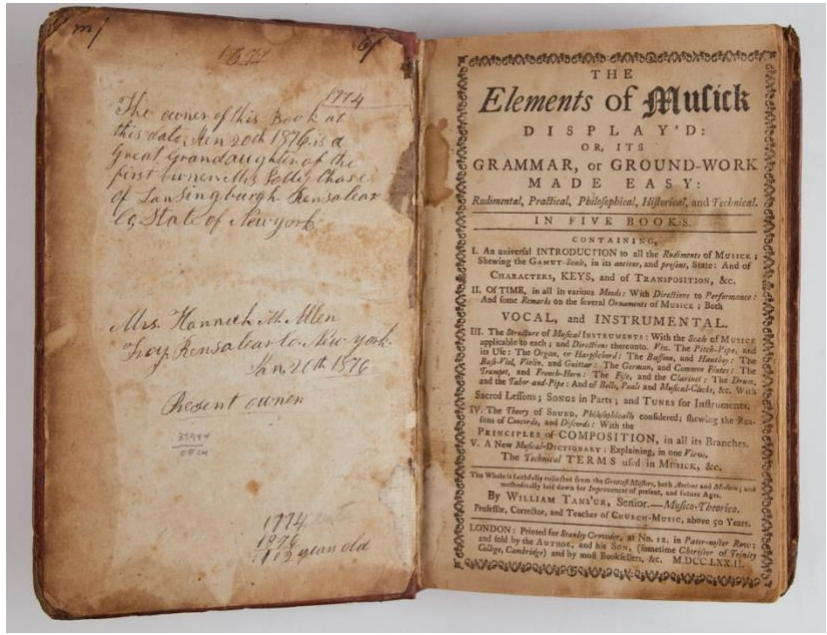 1774
The owner of this Book at
this date, Jan 20th 1876 is a
Great Grandaughter of the
first owner Mrs Polly Chase
of Lansingburgh Rensalear
Co, State of New york
Mrs. Hannah M. Allen
Troy Rensalear Co. New york
Jan 20th 1876
Present owner
1774
1876
102 year old
THE
Elements of Musick
DISPLAY'D:
OR, ITS
GRAMMAR, or GROUND-WORK
MADE EASY:
Rudimental, Practical, Philosophical, Historical, and Technical.
IN FIVE BOOKS.
CONTAINING,
I. An universal INTRODUCTION to all the Rudiments of MUSICK;
Shewing the GAMUT-Scale, in its ancient, and present, State: And of
CHARACTERS, KEYS, and of TRANSPOSITION, &c.
II. Of TIME, in all its various Moods: With Directions to Performance:
And some Remarks on the several Ornaments of MUSICK; Both
VOCAL, and INSTRUMENTAL.
III. The Structure of Musical INSTRUMENTS: With the Scale of MUSICK
applicable to each; and Directions thereunto. Viz. The Pitch-Pipe, and
its Use: The Organ, or Harpsichord: The Bassoon, and Hautboy: The
Bass-Viol, Violin, and Guittar: The German, and Common Flutes: The
Trumpet, and French-Horn: The Fife, and the Clarinet: The Drum,
and the Tabor-and-Pipe: And of Bells, Peals and Musical-Clocks, &c. With
Sacred Lessons; SONGS in Parts; and TUNES for Instruments.
IV. The Theory of SOUND, Philosophically considered; shewing the Rea-
sons of Concords, and Discords: With the
PRINCIPLES of COMPOSITION, in all its Branches.
V. A New Musical-DICTIONARY: Explaining, in one View,
The Technical TERMS used in MUSICK, &c.
The Whole is faithfully collected from the Greatest Masters, both Ancient and Modern; and
methodically laid down for Improvement of present, and future Ages.
By WILLIAM TANS'UR, Senior.—Musico-Theorico.
Professor, Corrector, and Teacher of CHURCH-MUSIC, above 50 Years.
LONDON: Printed for Stanley Crowder, at No. 12. in Pater-noster Row:
and sold by the AUTHOR, and his SON, (sometime Chorister of Trinity
College, Cambridge) and by most Booksellers, &c. M.DCC.LXXII.